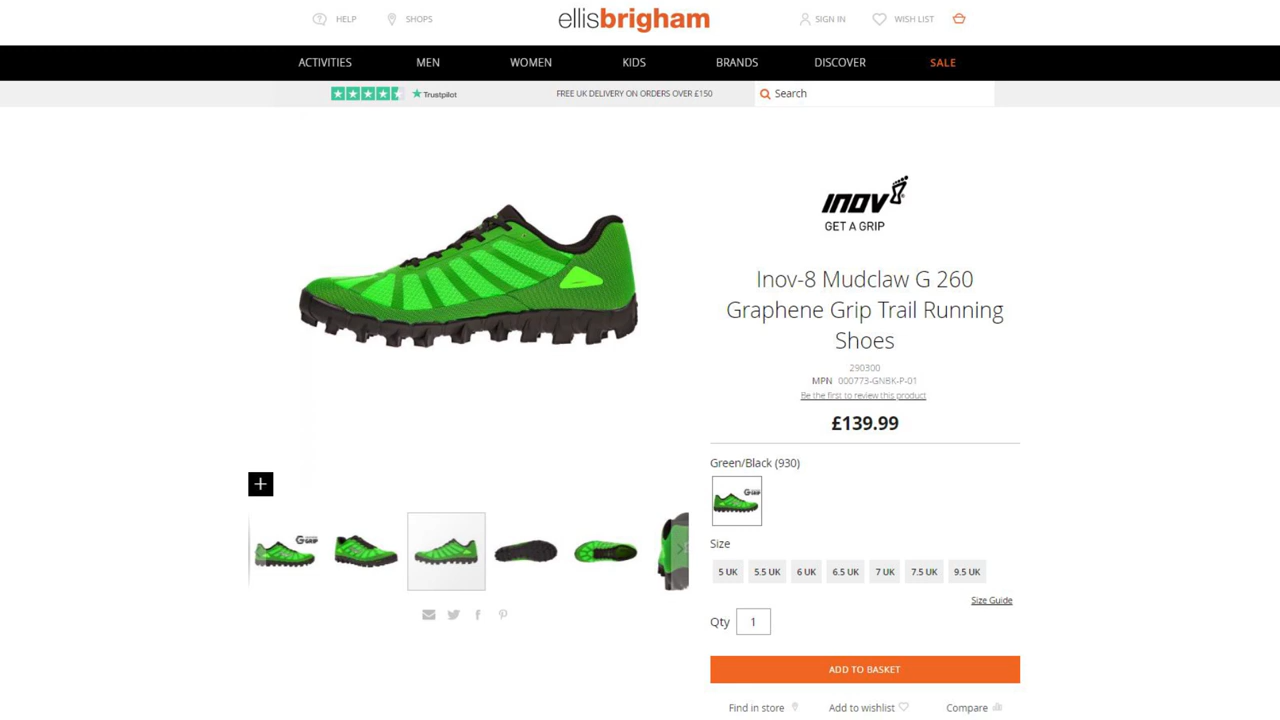 HELP
SHOPS
ellisbrigham
SIGN IN
WISH LIST
ACTIVITIES
MEN
WOMEN
KIDS
BRANDS
DISCOVER
SALE
Trustpilot
FREE UK DELIVERY ON ORDERS OVER £150
Search
INOV8
GET A GRIP
Inov-8 Mudclaw G 260
Graphene Grip Trail Running
Shoes
290300
MPN 000773-GNBK-P-01
Be the first to review this product
£139.99
Green/Black (930)
Size
5 UK
5.5 UK
6 UK
6.5 UK
7 UK
7.5 UK
9.5 UK
Size Guide
Qty
1
ADD TO BASKET
Find in store
Add to wishlist
Compare